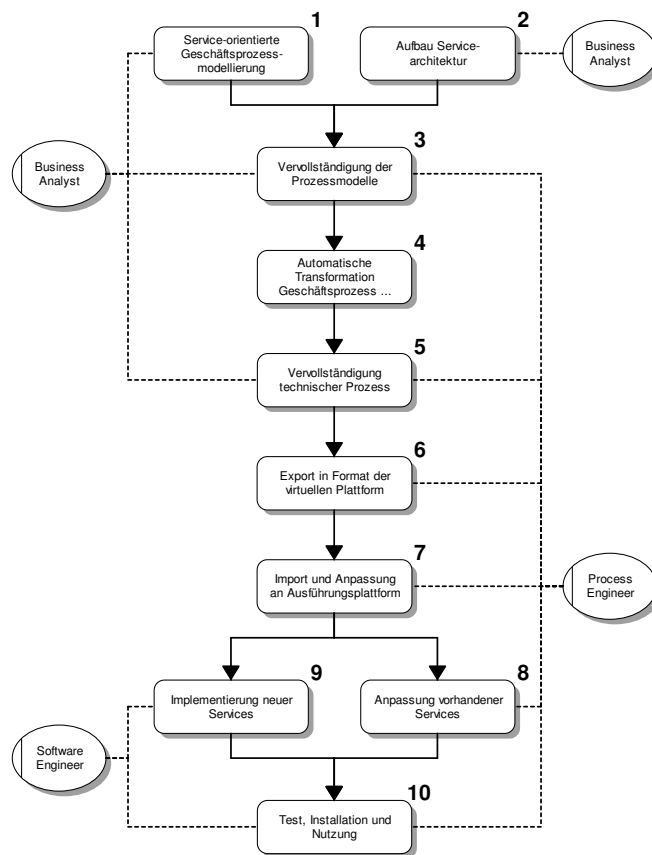 1
2
Service-orientierte
Geschäftsprozess-
modellierung
Aufbau Service-
architektur
Business
Analyst
3
Business
Analyst
Vervollständigung der
Prozessmodelle
4
Automatische
Transformation
Geschäftsprozess ...
5
Vervollständigung
technischer Prozess
6
Export in Format der
virtuellen Plattform
7
Import und Anpassung
an Ausführungsplattform
Process
Engineer
9
8
Implementierung neuer
Services
Anpassung vorhandener
Services
Software
Engineer
10
Test, Installation und
Nutzung